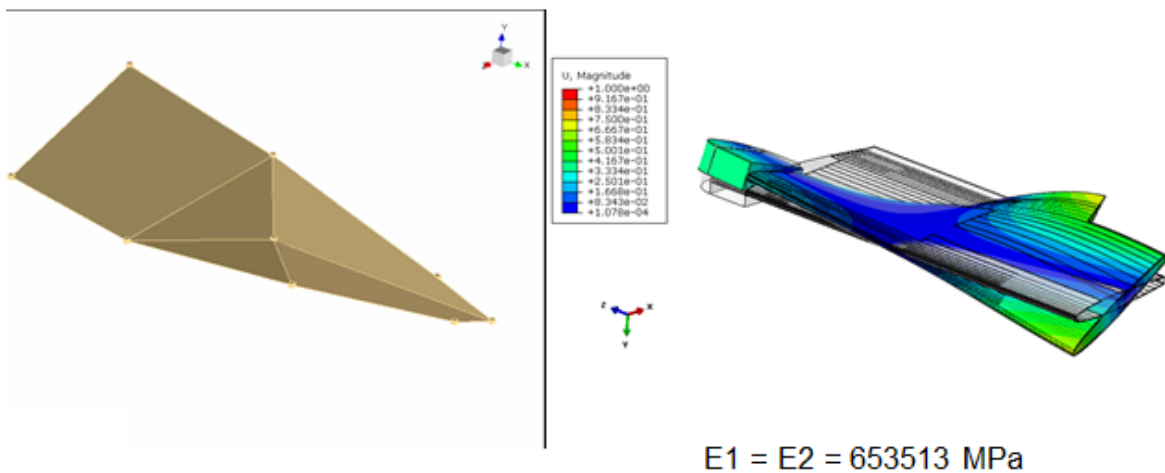 Y
Z X
U, Magnitude
+1.000e+00
+9.167e-01
+8.334e-01
+7.500e-01
+6.667e-01
+5.834e-01
+5.001e-01
+4.167e-01
+3.334e-01
+2.501e-01
+1.668e-01
+8.343e-02
+1.078e-04
Z X
Y
E1 = E2 = 653513 MPa